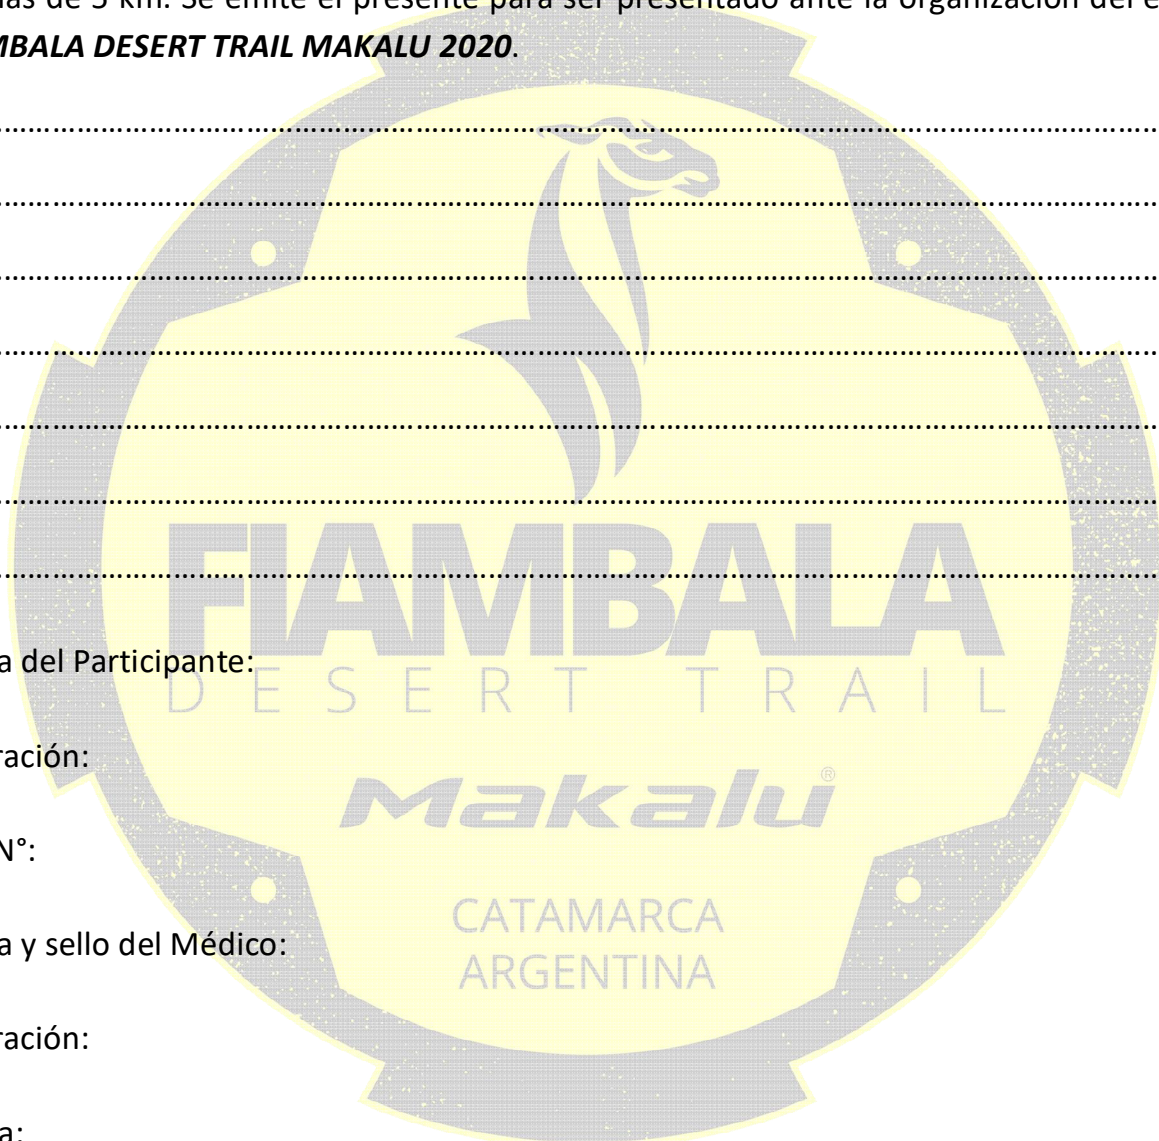 ás de 5 km. Se emite el presente para ser presentado ante la organización del e
MBALA DESERT TRAIL MAKALU 2020.
................................................................................
................................................................................
................................................................................
................................................................................
................................................................................
................................................................................
................................................................................
FIAMBALA
a del Participante:
DESERT TRAIL
ración:
Makalu®
N°:
CATAMARCA
a y sello del Médico:
ARGENTINA
ración:
a: